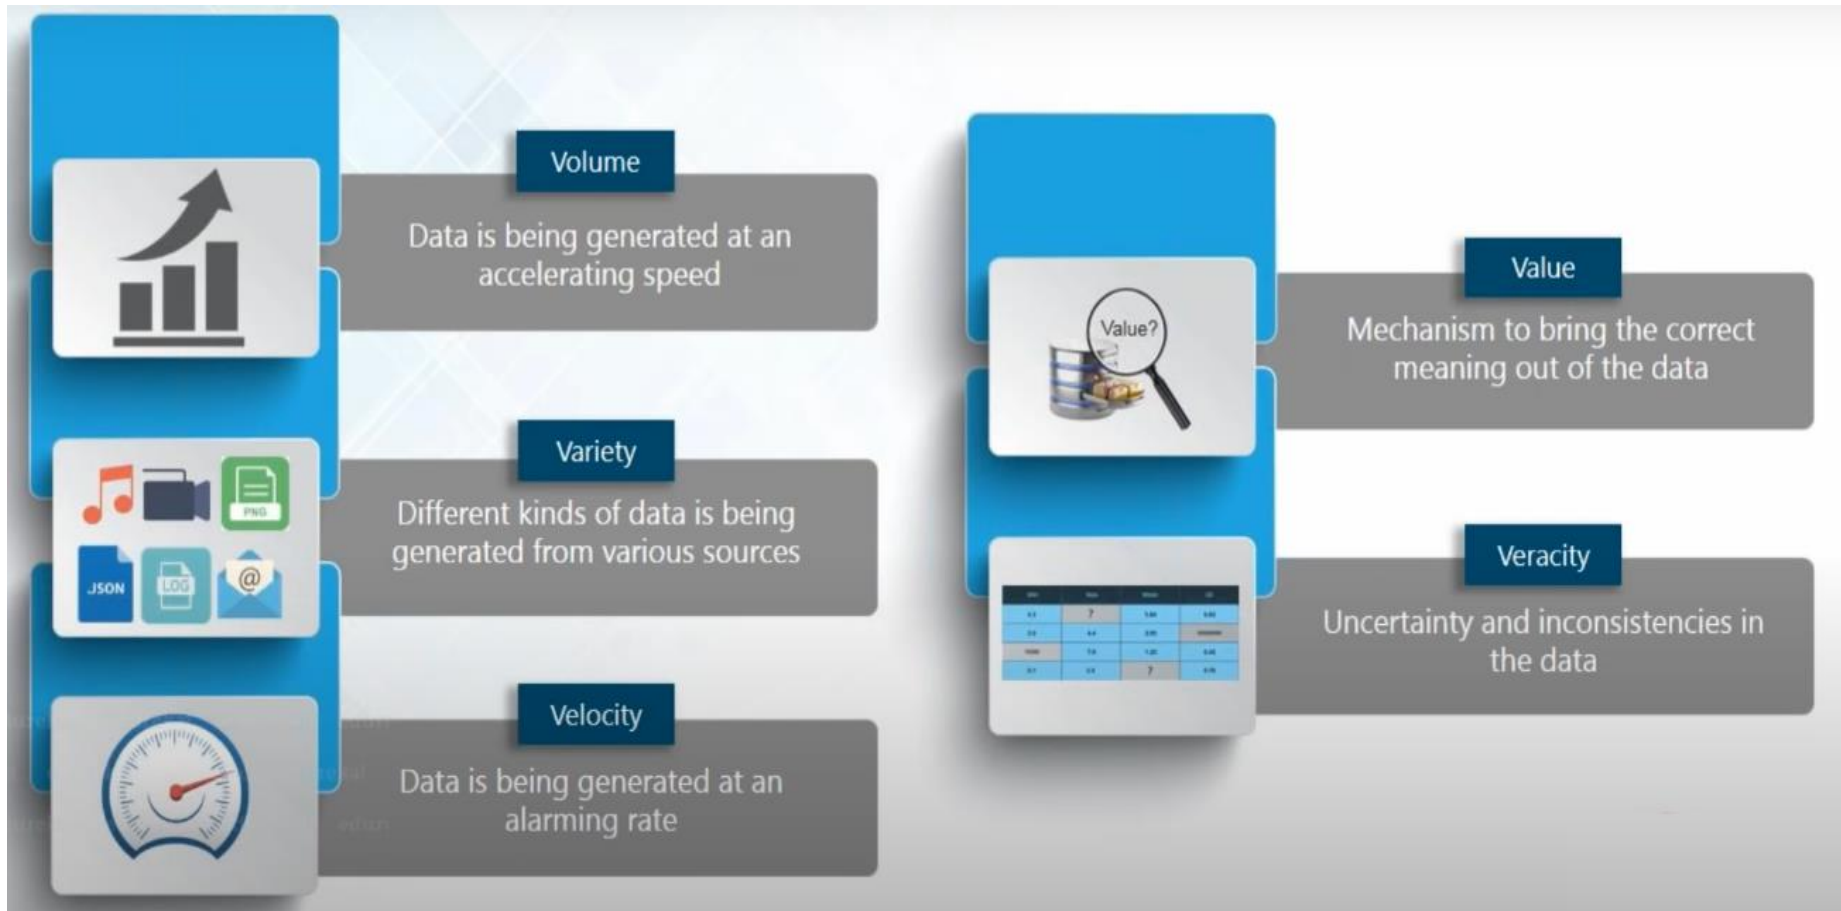 Volume
Data is being generated at an
accelerating speed
Variety
PNG
.JSON
LOG
@
Different kinds of data is being
generated from various sources
Velocity
Data is being generated at an
alarming rate
Value
Value?
Mechanism to bring the correct
meaning out of the data
Veracity
?
?
Uncertainty and inconsistencies in
the data